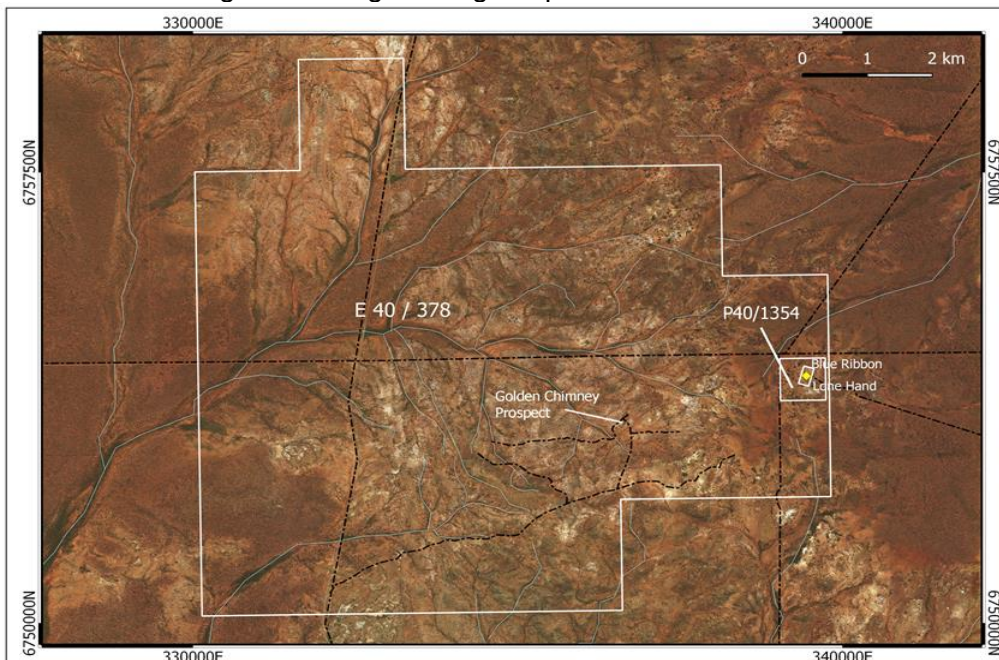 330000E
340000E
0 1 2 km
6757500N
6757500N
E 40 / 378
P40/1354
Blue Ribbon
Lone Hand
Golden Chimney
Prospect
6750000N
6750000N
330000E
340000E